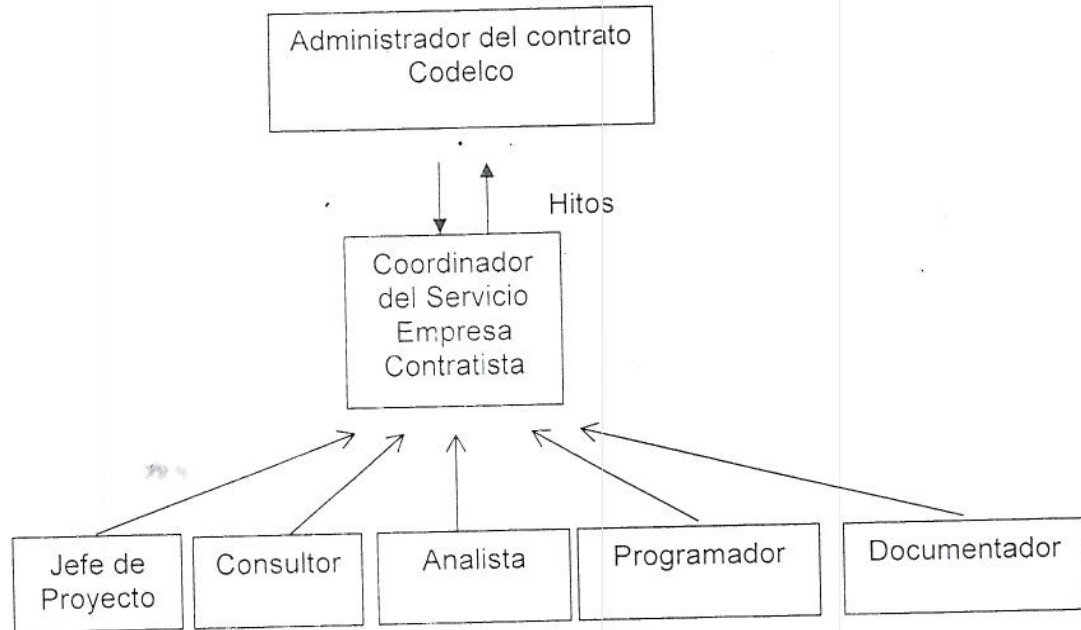 Administrador del contrato
Codelco
Hitos
Coordinador
del Servicio
Empresa
Contratista
Jefe de
Proyecto
Consultor
Analista
Programador
Documentador